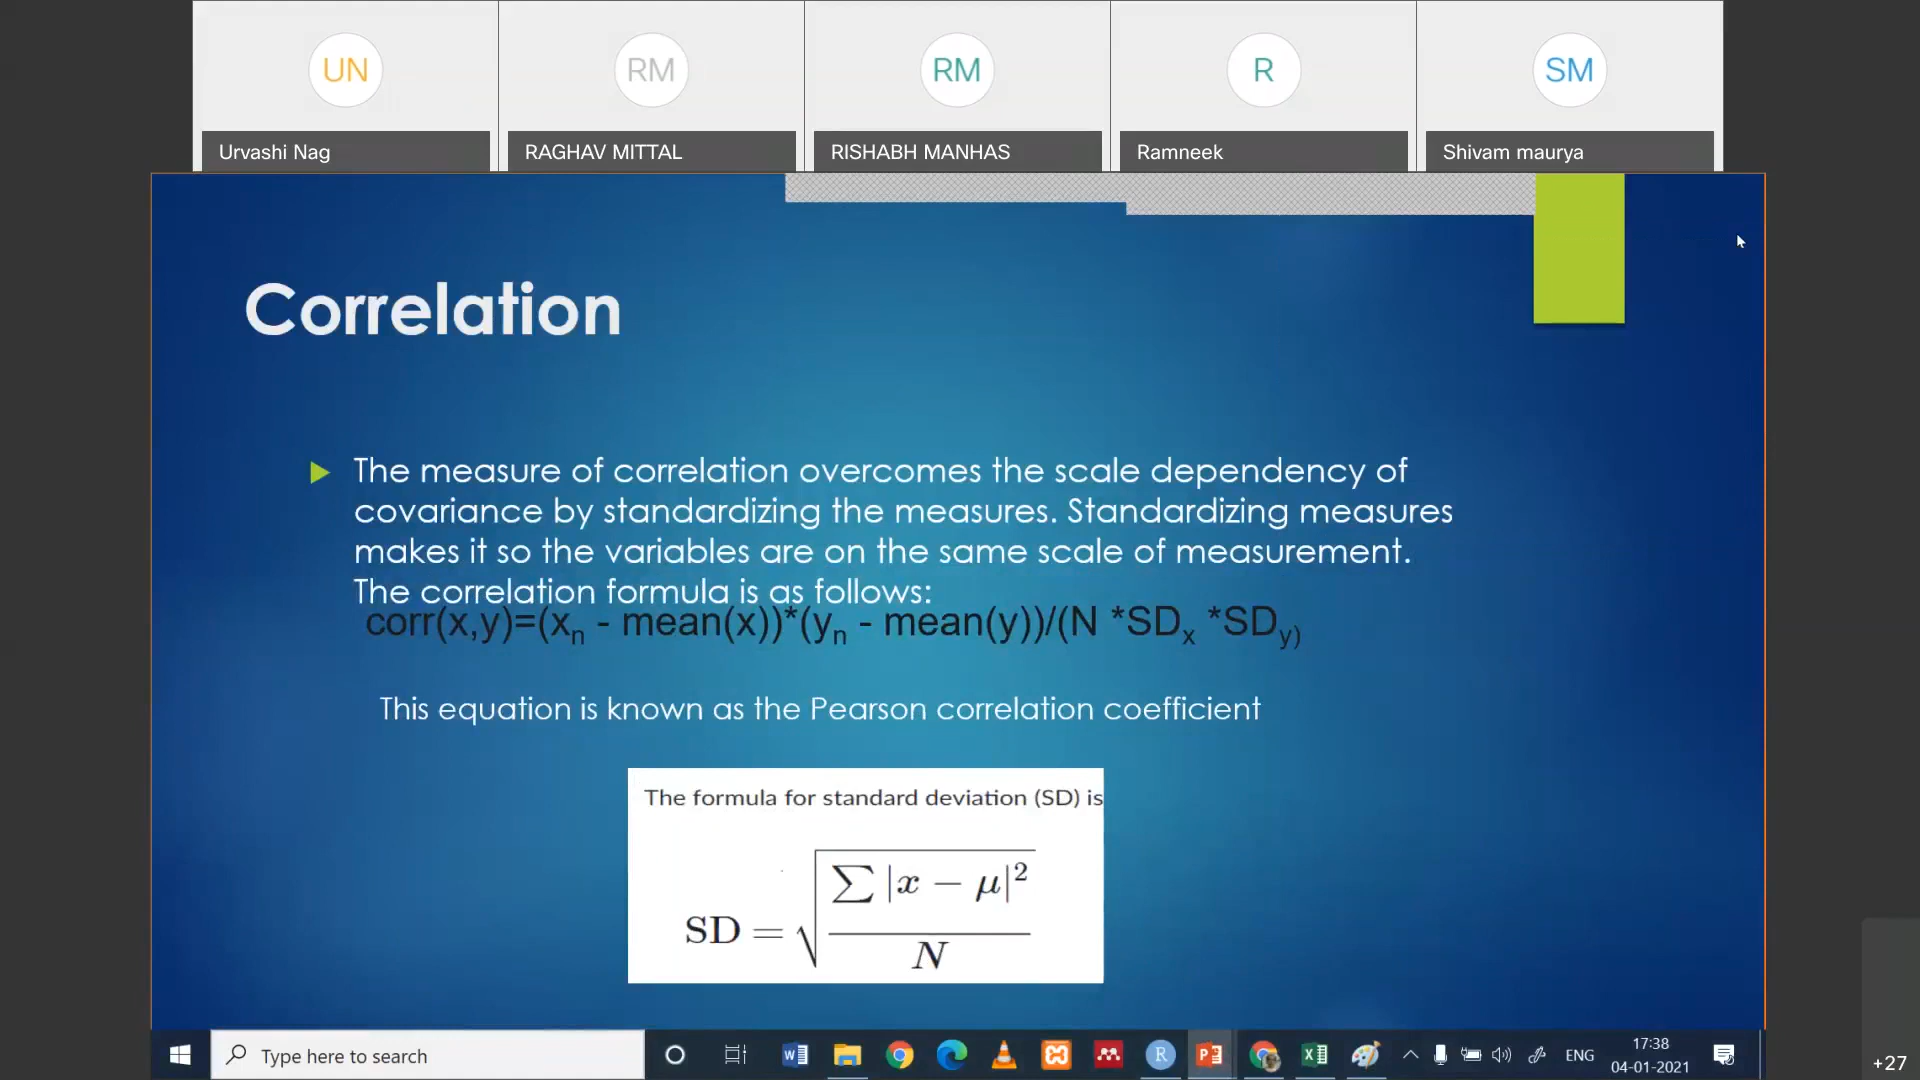 UN
RM
RM
R
SM
Urvashi Nag
RAGHAV MITTAL
RISHABH MANHAS
Ramneek
Shivam maurya
Correlation
The measure of correlation overcomes the scale dependency of
covariance by standardizing the measures. Standardizing measures
makes it so the variables are on the same scale of measurement.
The correlation formula is as follows:
corr(x,y)=(xₙ - mean(x))*(yₙ - mean(y))/(N *SDₓ *SD_y)
This equation is known as the Pearson correlation coefficient
The formula for standard deviation (SD) is
SD = √(∑|x − μ|² / N)
Type here to search
ENG
17:38
04-01-2021
+27